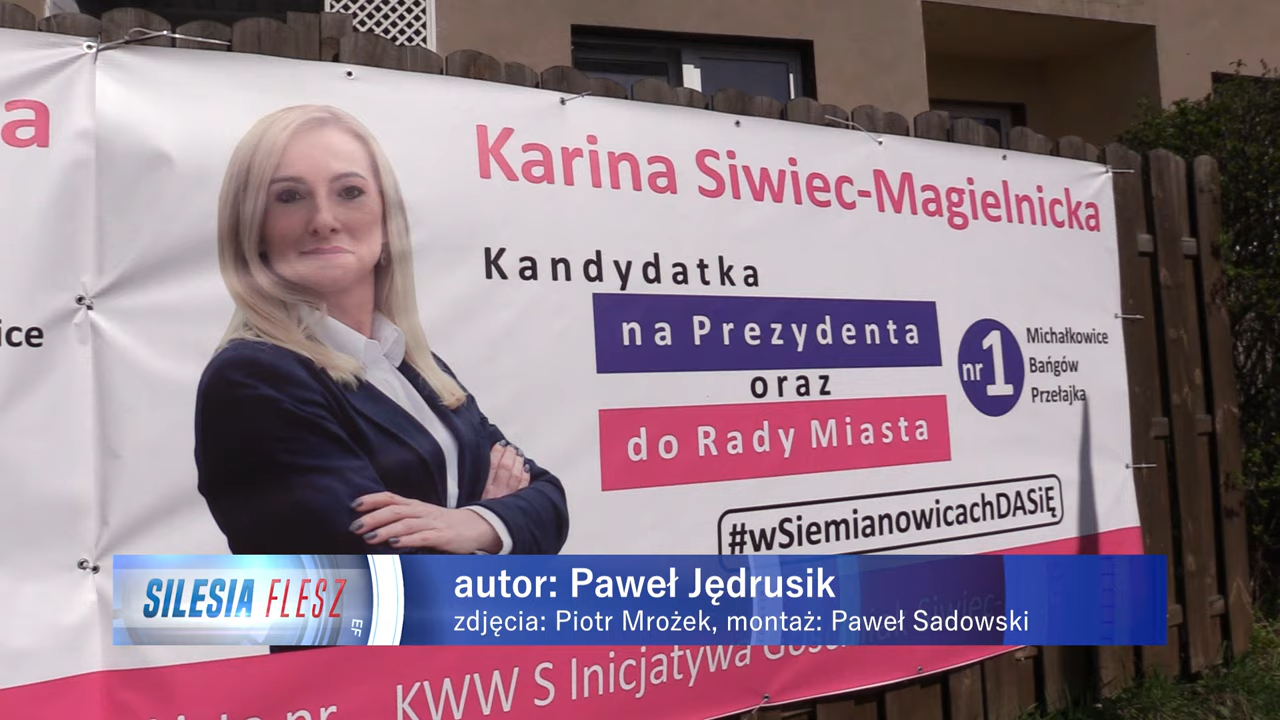 a
ice
Karina Siwiec-Magielnicka
Kandydatka
na Prezydenta
oraz
do Rady Miasta
nr 1
Michałkowice
Bańgów
Przełajka
#wSiemianowicachDASiĘ
SILESIA FLESZ
autor: Paweł Jędrusik
zdjęcia: Piotr Mrożek, montaż: Paweł Sadowski
KWW S Inicjatywa